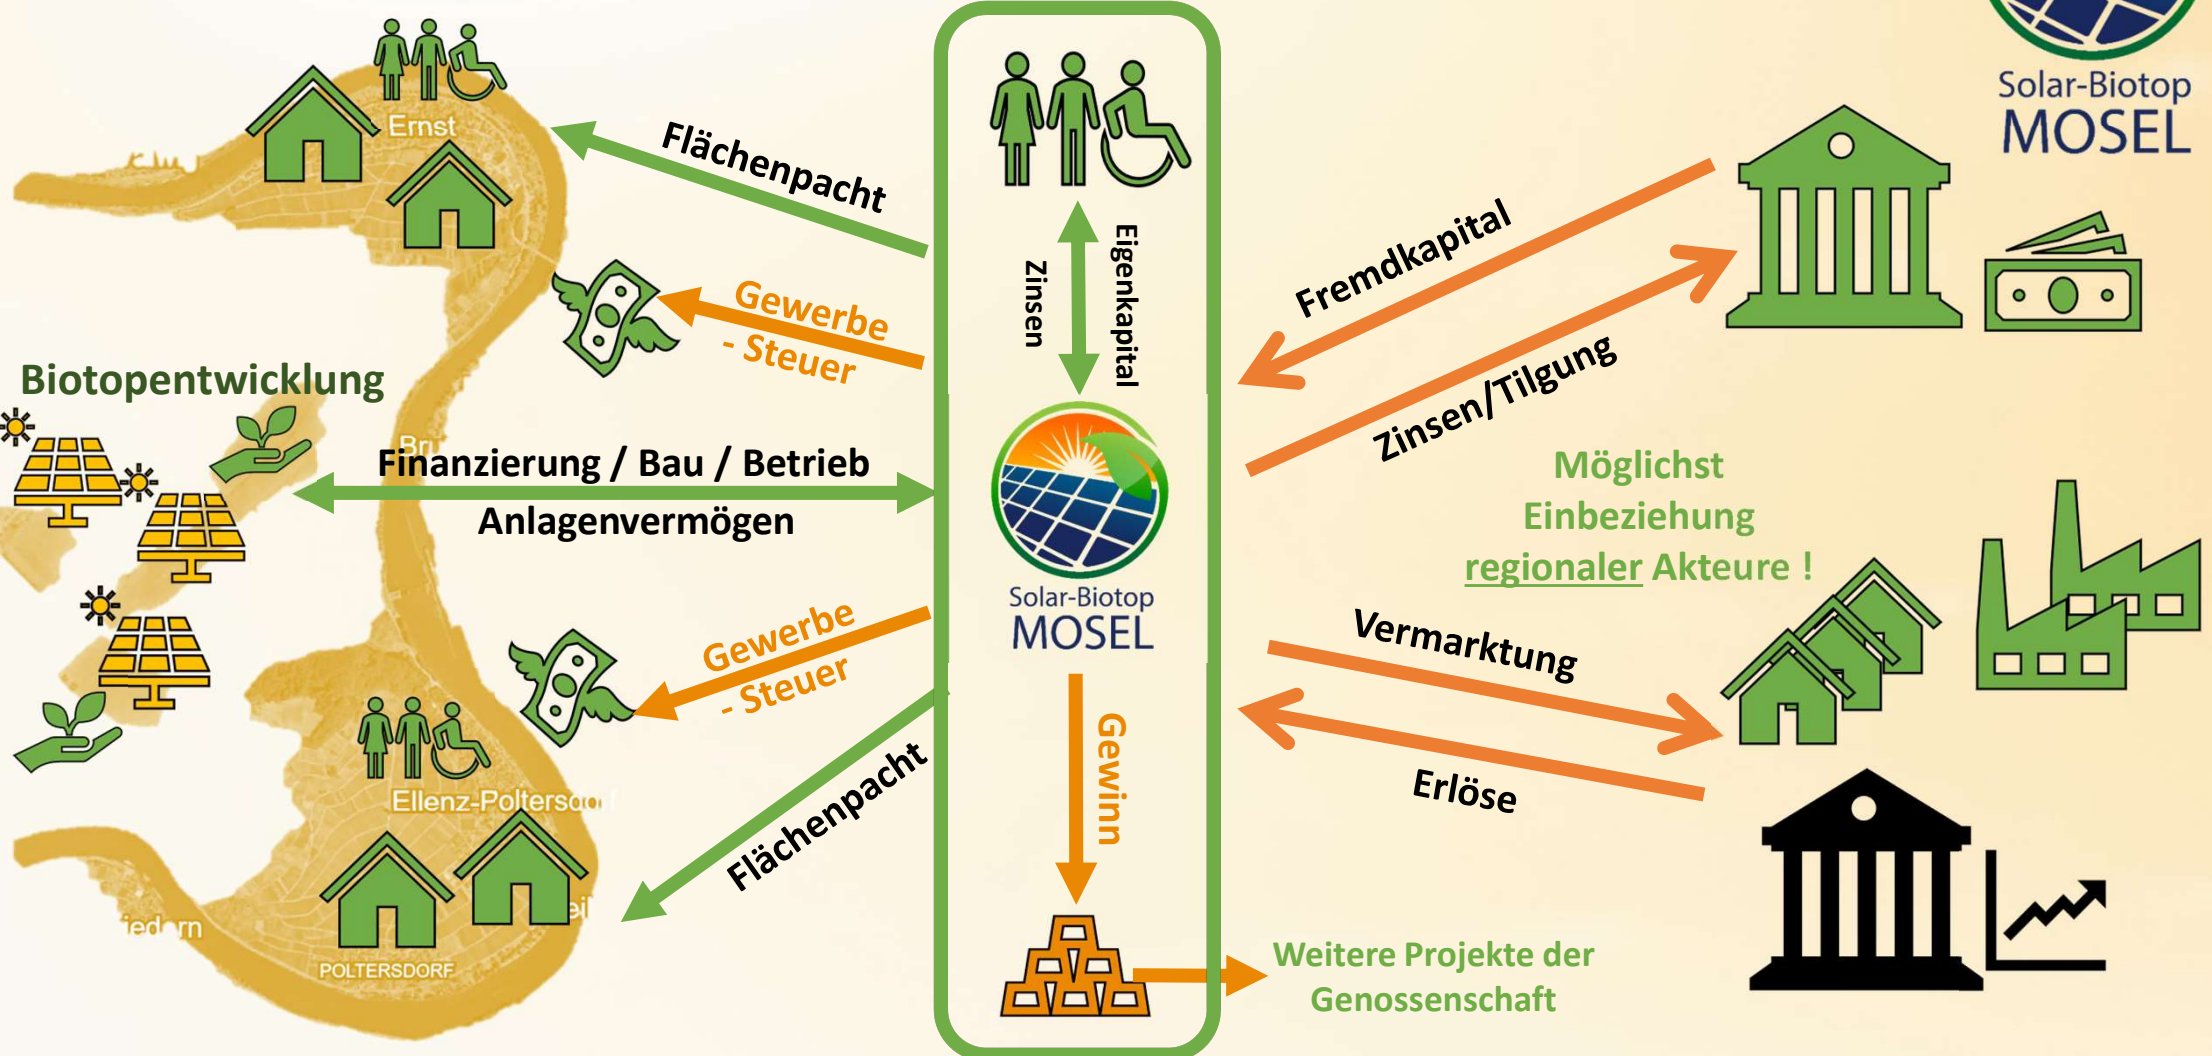 Solar-Biotop
MOSEL
Ernst
Flächenpacht
Gewerbe
- Steuer
Biotopentwicklung
Finanzierung / Bau / Betrieb
Anlagenvermögen
Gewerbe
- Steuer
Ellenz-Poltersdorf
Flächenpacht
POLTERSDORF
Zinsen
Eigenkapital
Solar-Biotop
MOSEL
Gewinn
Fremdkapital
Zinsen/Tilgung
Möglichst
Einbeziehung
regionaler Akteure !
Vermarktung
Erlöse
Weitere Projekte der
Genossenschaft